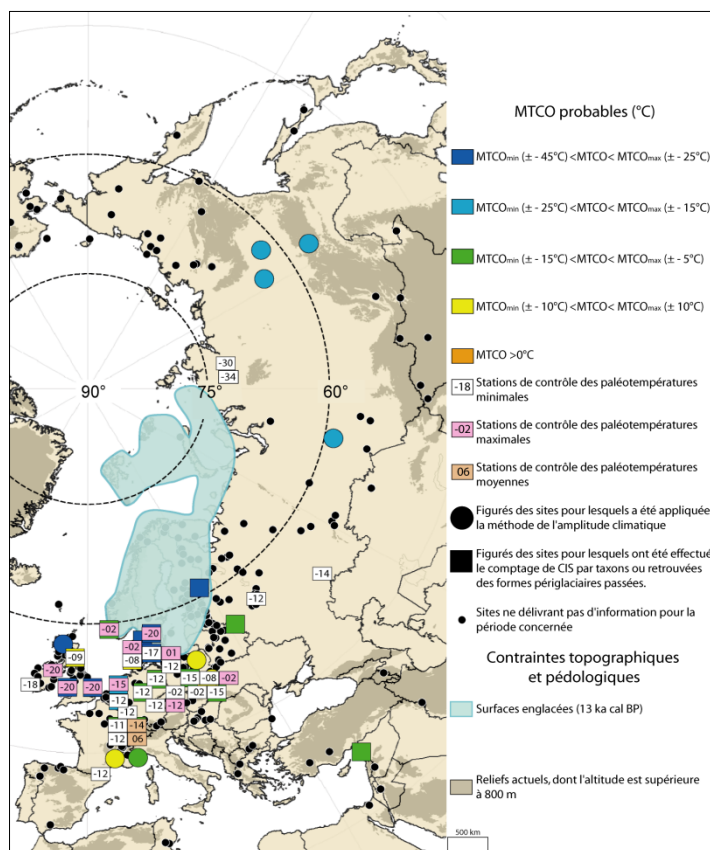 MTCO probables (°C)
MTCOmin (± - 45°C) <MTCO< MTCOmax (± - 25°C)
MTCOmin (± - 25°C) <MTCO< MTCOmax (± - 15°C)
MTCOmin (± - 15°C) <MTCO< MTCOmax (± - 5°C)
MTCOmin (± - 10°C) <MTCO< MTCOmax (± 10°C)
MTCO >0°C
-18 Stations de contrôle des paléotempératures
minimales
-02 Stations de contrôle des paléotempératures
maximales
06 Stations de contrôle des paléotempératures
moyennes
Figurés des sites pour lesquels a été appliquée
la méthode de l'amplitude climatique
Figurés des sites pour lesquels ont été effectué
le comptage de CIS par taxons ou retrouvées
des formes périglaciaires passées.
Sites ne délivrant pas d'information pour la
période concernée
Contraintes topographiques
et pédologiques
Surfaces englacées (13 ka cal BP)
Reliefs actuels, dont l'altitude est supérieure
à 800 m
500 km
-30
-34
90° 75° 60°
-14
-12
-02 -20
-02
-09 -08 -17 01
-12
-20 -12 -15 -08 -02
-18 -20 -20 -15 -12 -02 -02 -15
-12 -12 -12
-12
-11 -14
-12 06
-12